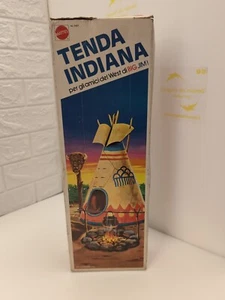 TENDA
INDIANA
per gli amici del West di BIG JIM!